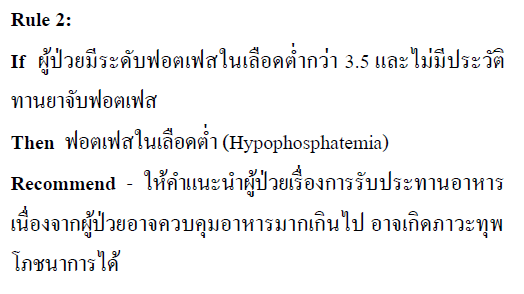 Rule 2:
If ผู้ป่วยมีระดับฟอตเฟสในเลือดต่ำกว่า 3.5 และไม่มีประวัติ
ทานยาจับฟอตเฟส
Then ฟอตเฟสในเลือดต่ำ (Hypophosphatemia)
Recommend - ให้คำแนะนำผู้ป่วยเรื่องการรับประทานอาหาร
เนื่องจากผู้ป่วยอาจควบคุมอาหารมากเกินไป อาจเกิดภาวะทุพ
โภชนาการได้